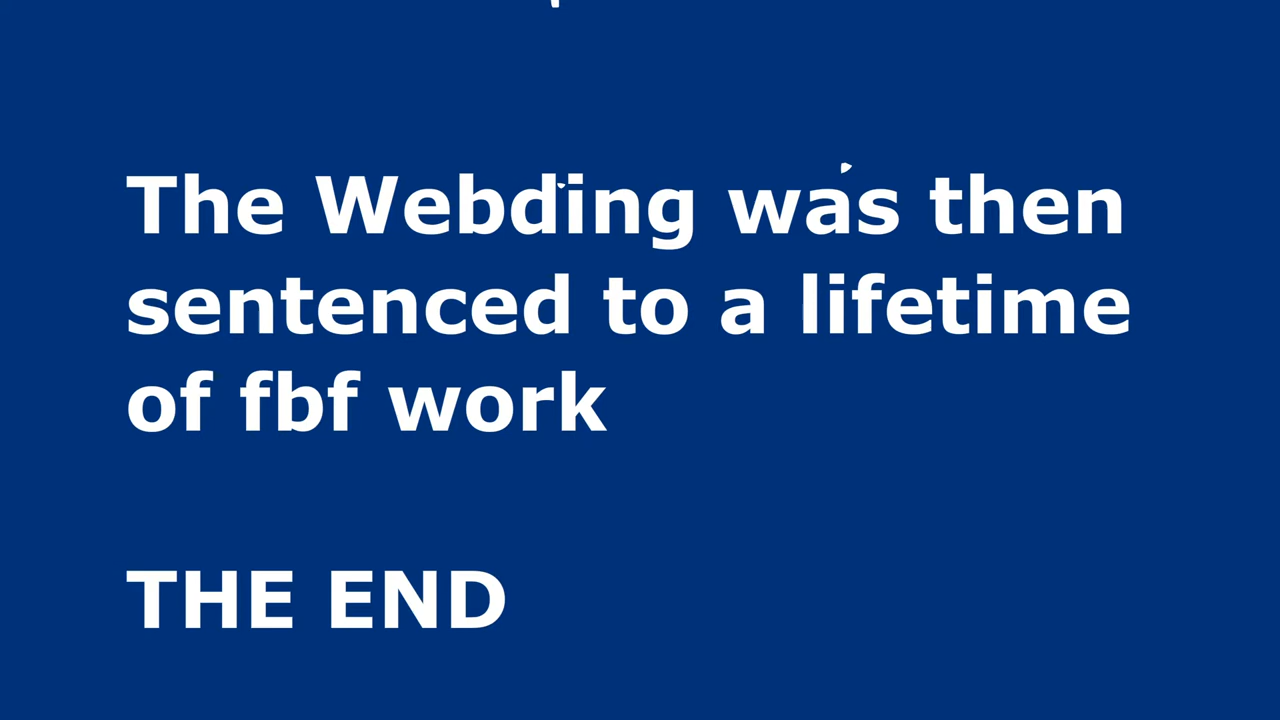 The Webding was then
sentenced to a lifetime
of fbf work
THE END